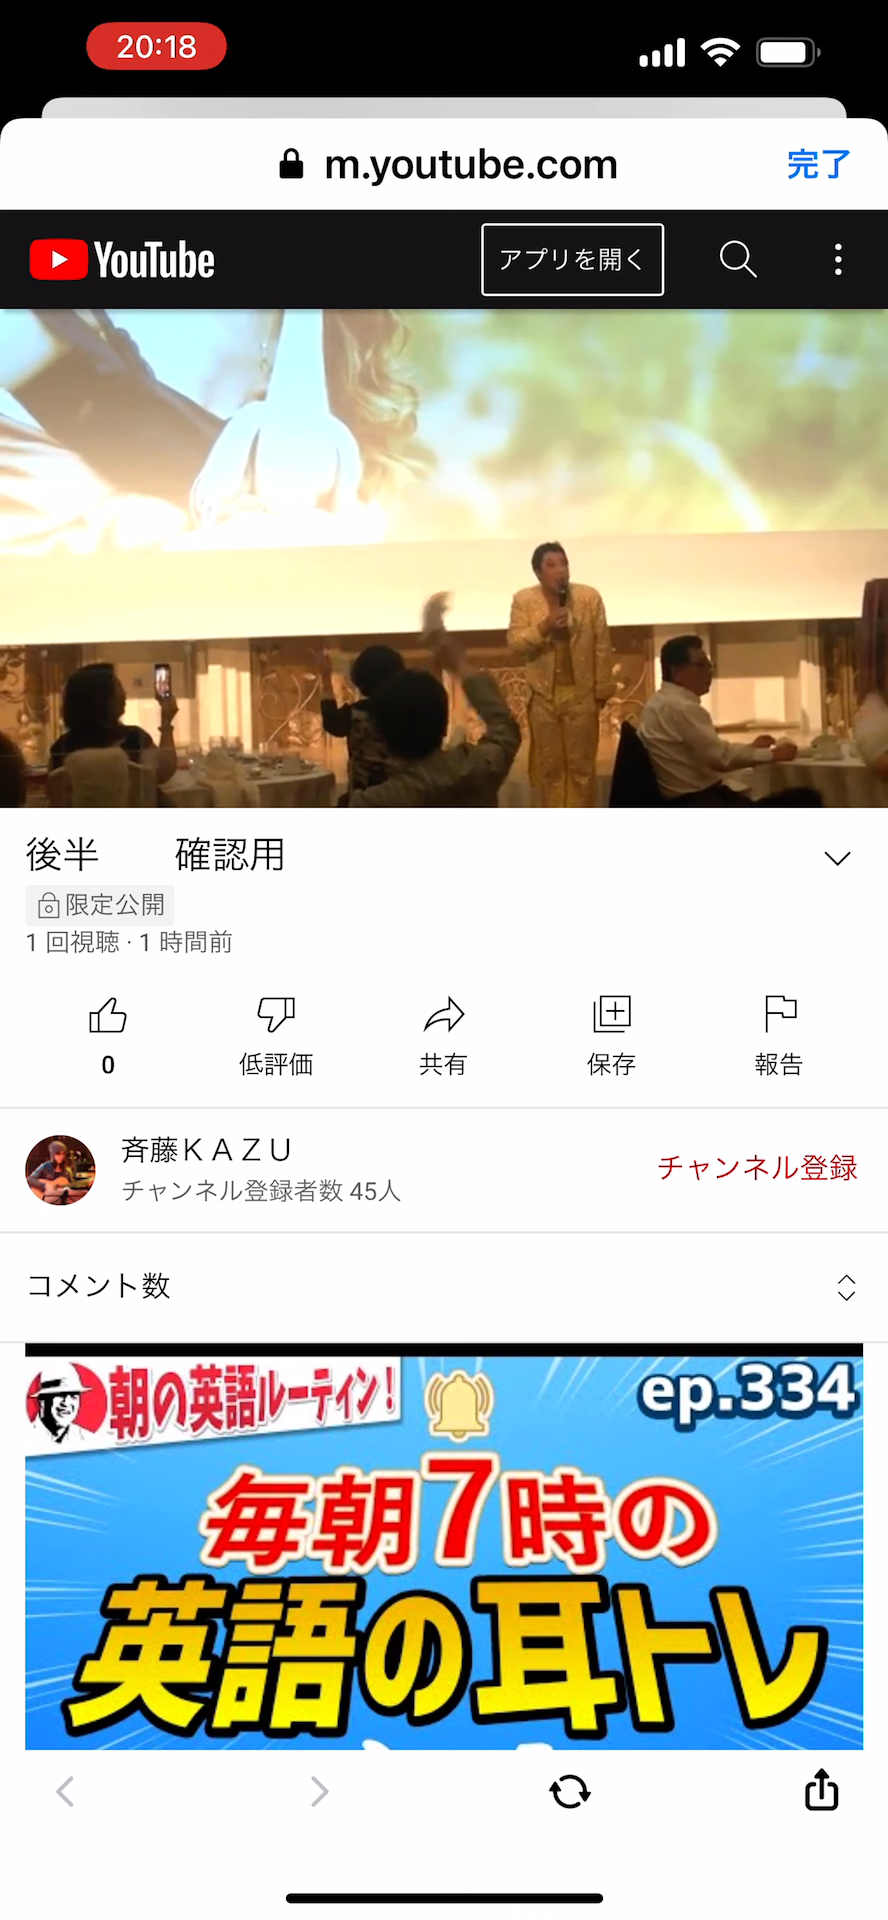 20:18
m.youtube.com
完了
YouTube
アプリを開く
後半　　確認用
限定公開
1 回視聴 · 1 時間前
0
低評価
共有
保存
報告
斉藤ＫＡＺＵ
チャンネル登録者数 45人
チャンネル登録
コメント数
朝の英語ルーティン！
ep.334
毎朝7時の
英語の耳トレ